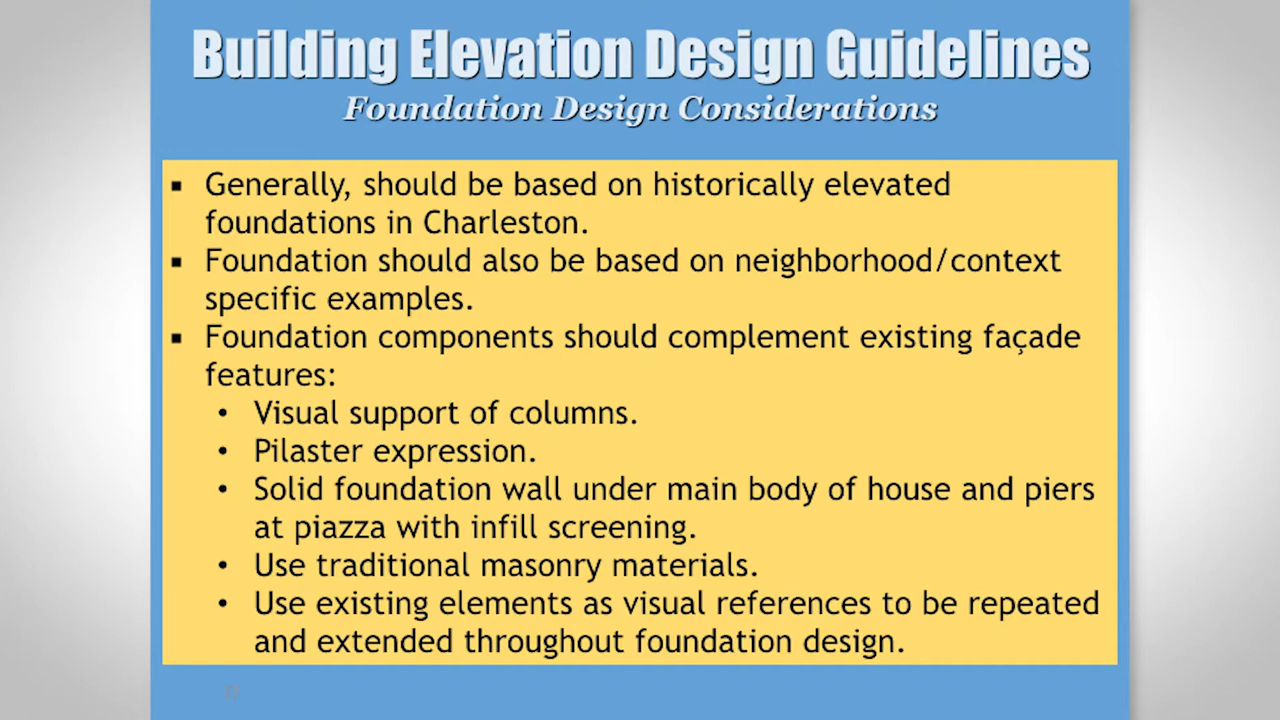 Building Elevation Design Guidelines
Foundation Design Considerations
▪ Generally, should be based on historically elevated
foundations in Charleston.
▪ Foundation should also be based on neighborhood/context
specific examples.
▪ Foundation components should complement existing façade
features:
• Visual support of columns.
• Pilaster expression.
• Solid foundation wall under main body of house and piers
at piazza with infill screening.
• Use traditional masonry materials.
• Use existing elements as visual references to be repeated
and extended throughout foundation design.